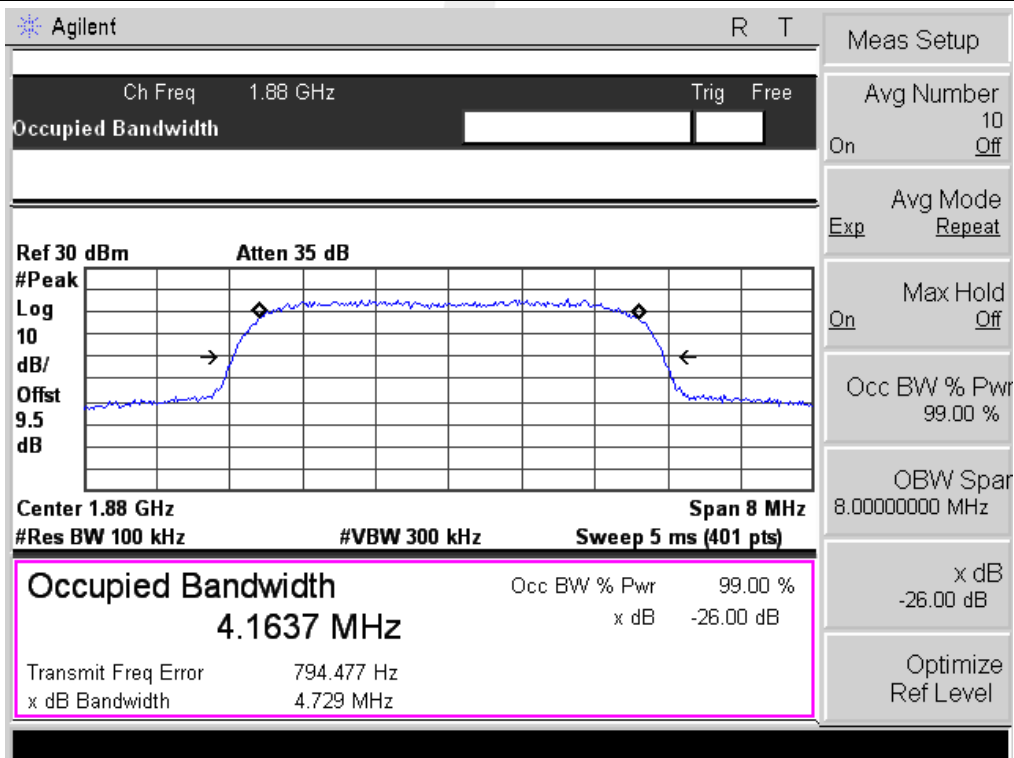 Agilent R T
Ch Freq 1.88 GHz Trig Free
Occupied Bandwidth
Ref 30 dBm Atten 35 dB
#Peak
Log
10
dB/
Offst
9.5
dB
Center 1.88 GHz Span 8 MHz
#Res BW 100 kHz #VBW 300 kHz Sweep 5 ms (401 pts)
Occupied Bandwidth
4.1637 MHz
Occ BW % Pwr 99.00 %
x dB -26.00 dB
Transmit Freq Error 794.477 Hz
x dB Bandwidth 4.729 MHz
Meas Setup
Avg Number
10
On Off
Avg Mode
Exp Repeat
Max Hold
On Off
Occ BW % Pwr
99.00 %
OBW Span
8.00000000 MHz
x dB
-26.00 dB
Optimize
Ref Level